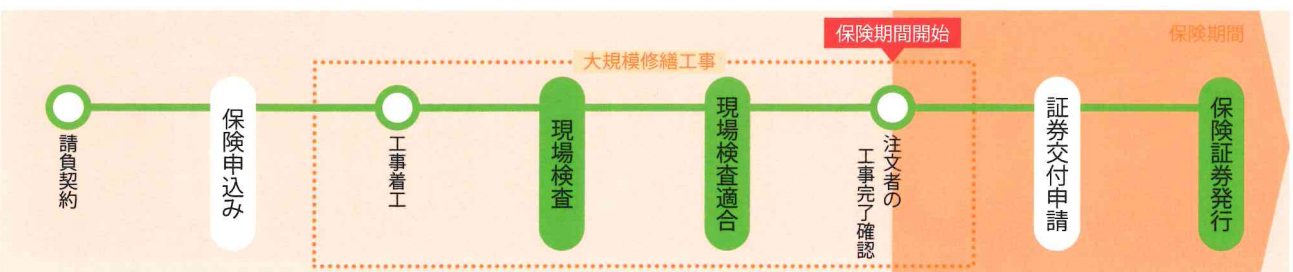 保険期間開始
保険期間
大規模修繕工事
請負契約
保険申込み
工事着工
現場検査
現場検査適合
注文者の
工事完了確認
証券交付申請
保険証券発行